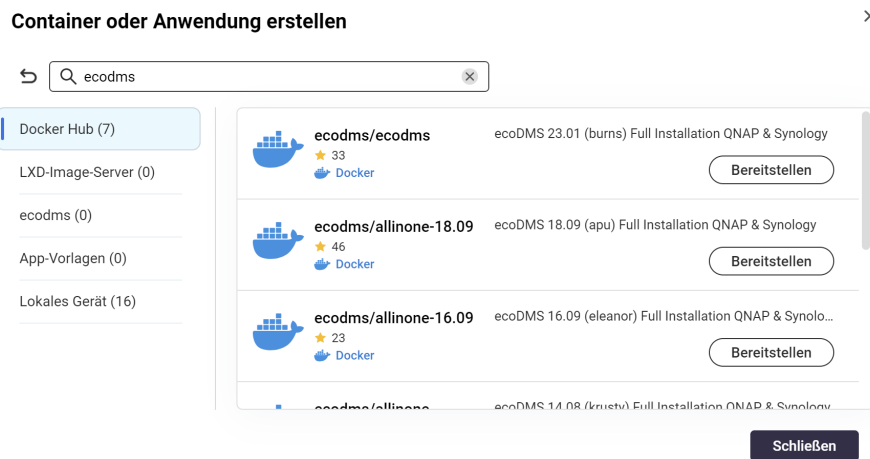 Container oder Anwendung erstellen
ecodms
Docker Hub (7)
LXD-Image-Server (0)
ecodms (0)
App-Vorlagen (0)
Lokales Gerät (16)
ecodms/ecodms
33
Docker
ecoDMS 23.01 (burns) Full Installation QNAP & Synology
Bereitstellen
ecodms/allinone-18.09
46
Docker
ecoDMS 18.09 (apu) Full Installation QNAP & Synology
Bereitstellen
ecodms/allinone-16.09
23
Docker
ecoDMS 16.09 (eleanor) Full Installation QNAP & Synolo...
Bereitstellen
ecodms/allinone
ecoDMS 14.08 (krusty) Full Installation QNAP & Synology
Schließen